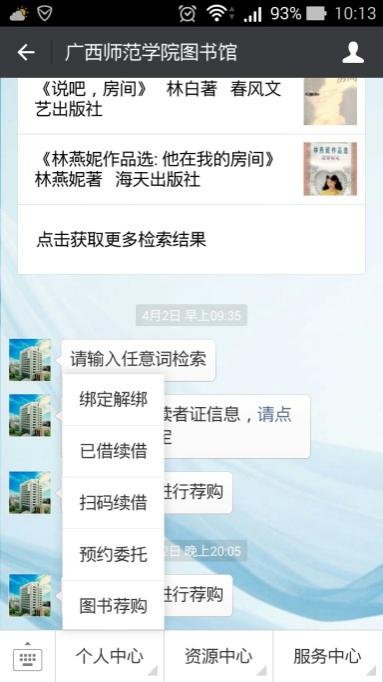 93% 10:13
广西师范学院图书馆
《说吧，房间》 林白著 春风文
艺出版社
《林燕妮作品选: 他在我的房间》
林燕妮著 海天出版社
林燕妮作品选
点击获取更多检索结果
4月2日 早上09:35
请输入任意词检索
读者证信息，请点
定
进行荐购
2日 晚上20:05
进行荐购
绑定解绑
已借续借
扫码续借
预约委托
图书荐购
个人中心
资源中心
服务中心